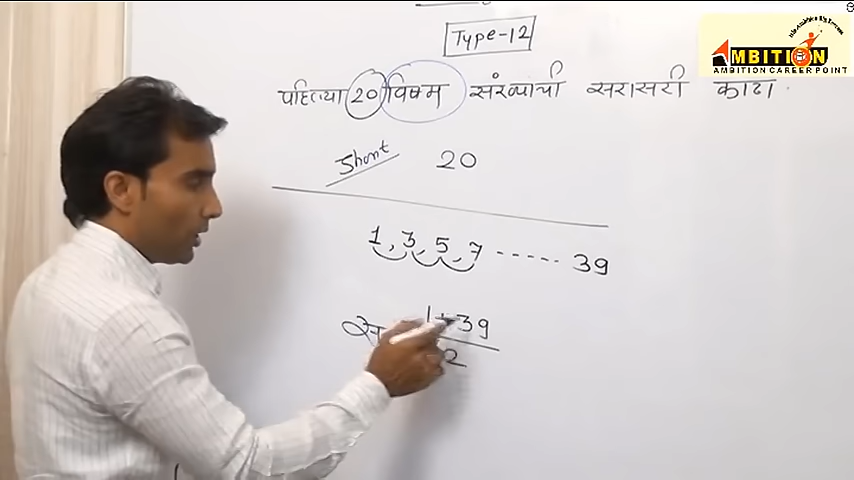 Type-12
AMBITION
AMBITION CAREER POINT
पहिल्या 20 विषम संख्यांची सरासरी काढा.
Short 20
1, 3, 5, 7 ------ 39
स 1+39
2